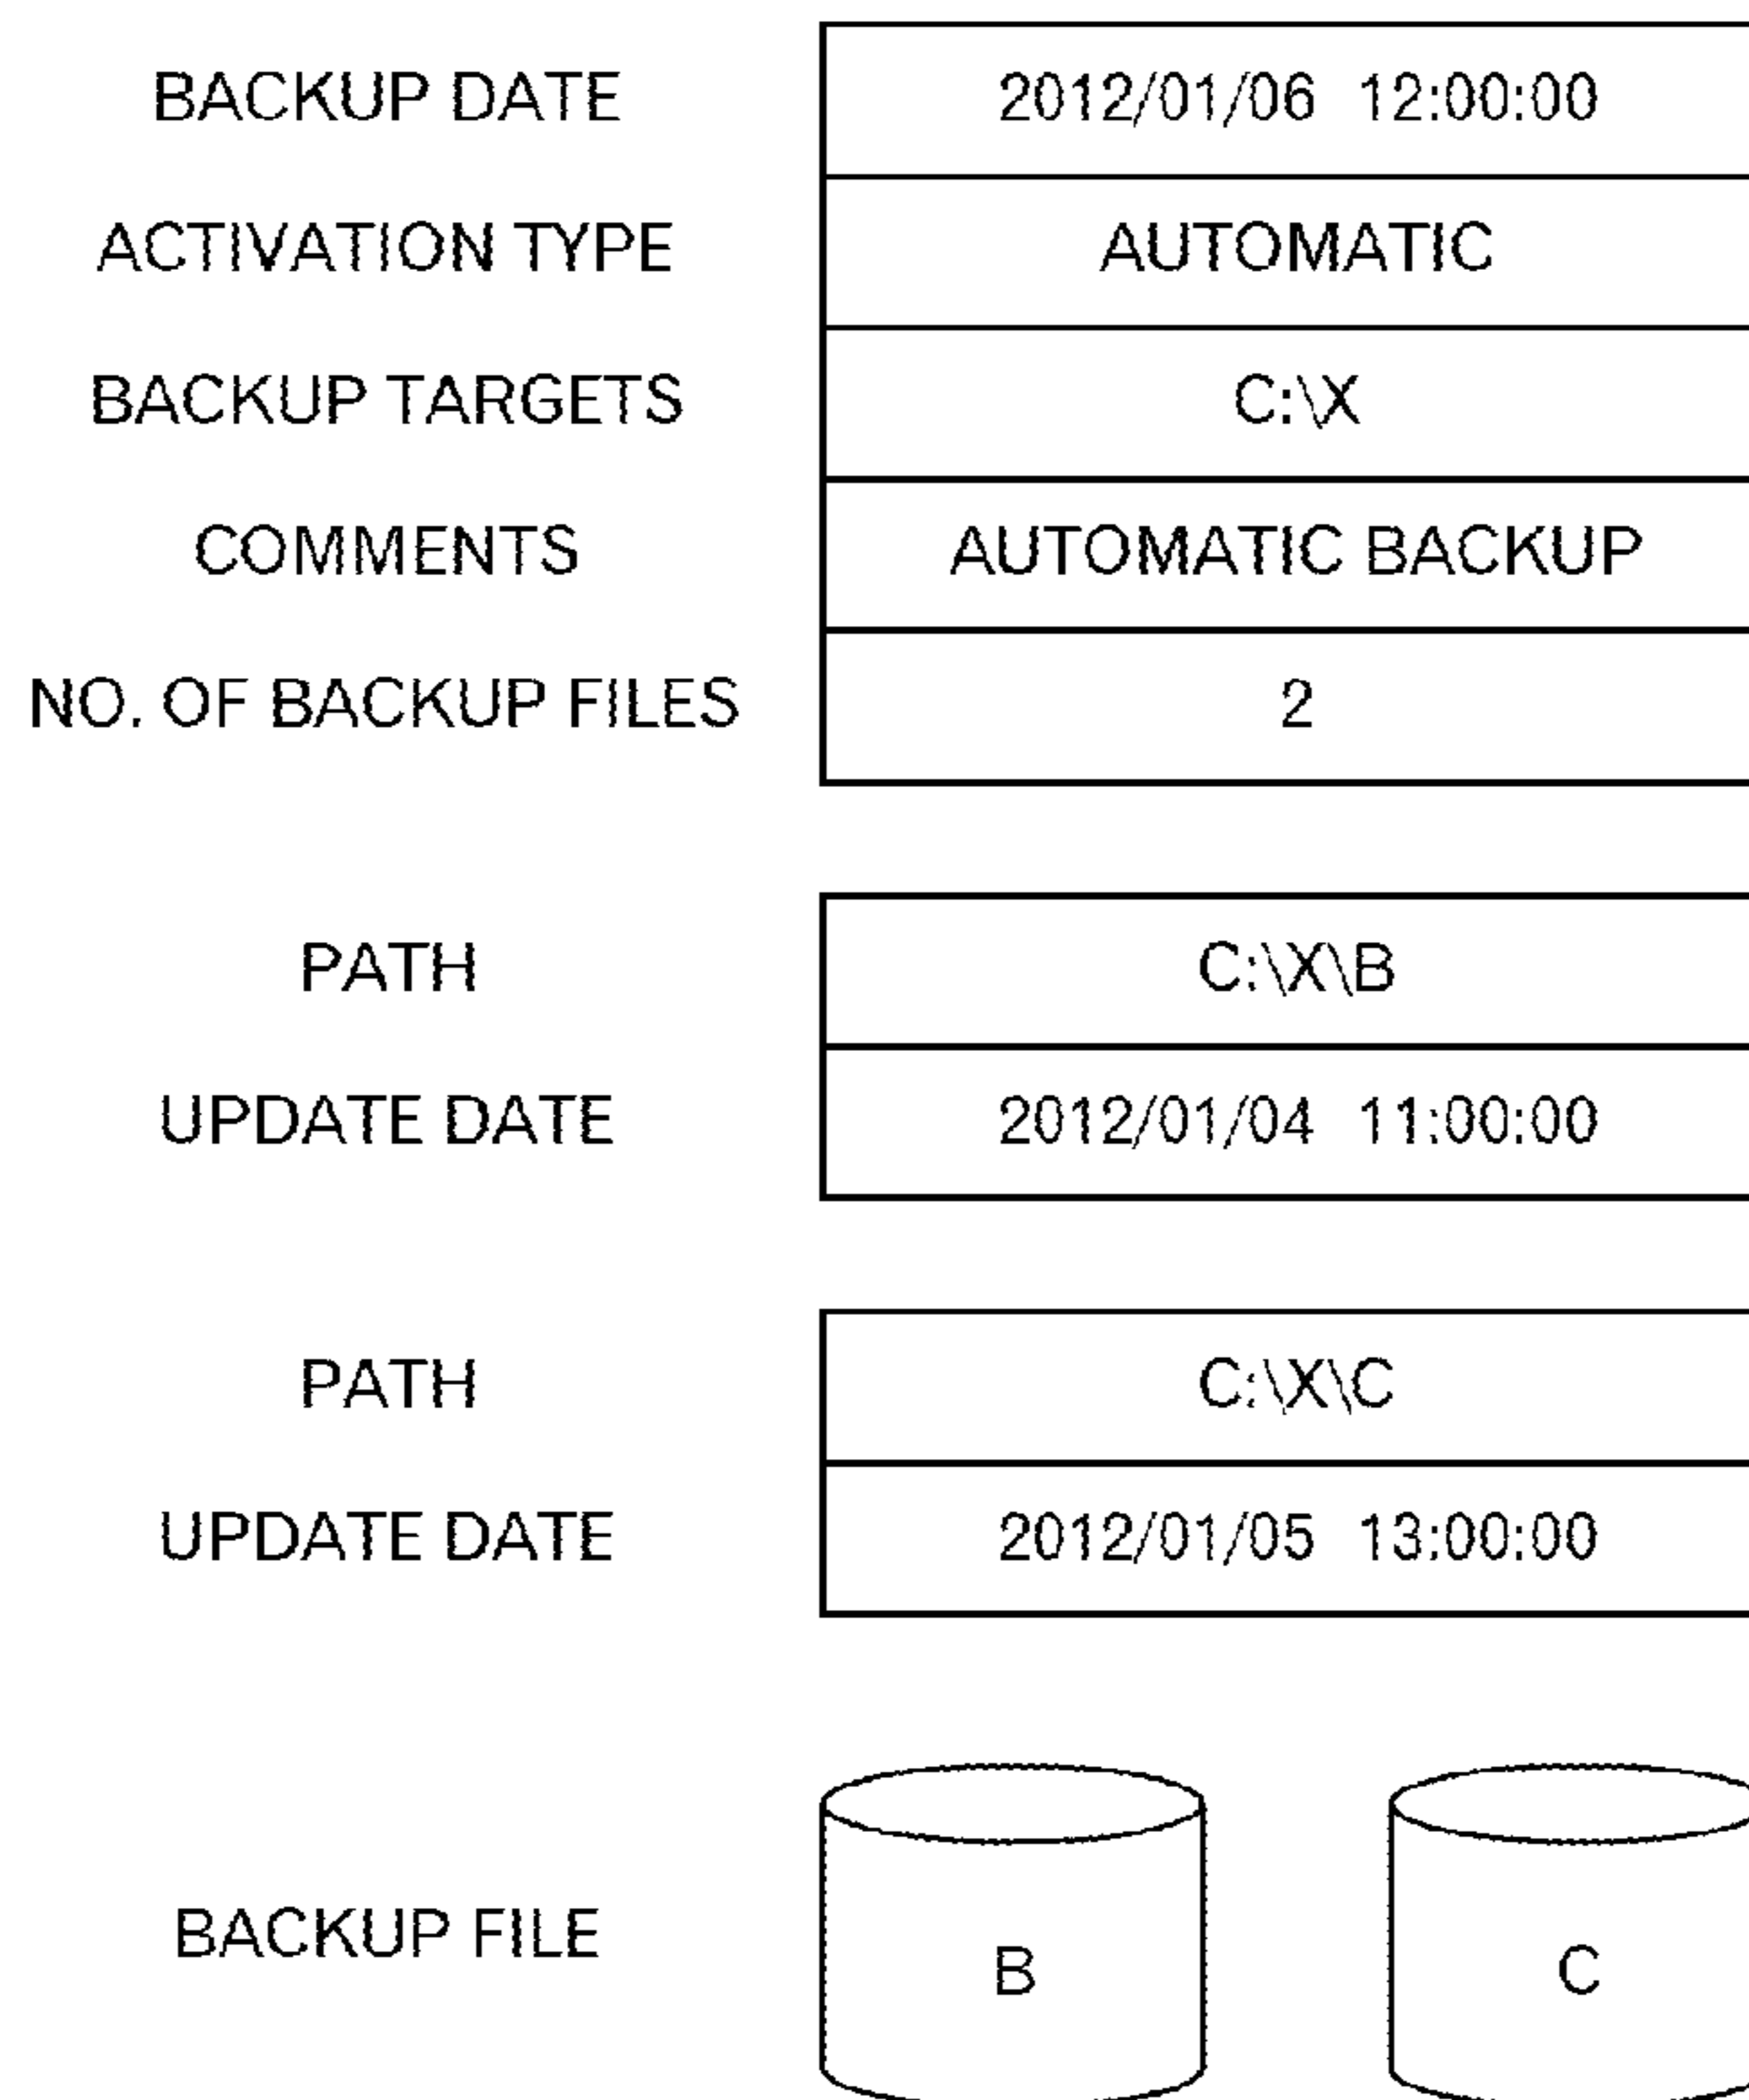 BACKUP DATE 2012/01/06 12:00:00
ACTIVATION TYPE AUTOMATIC
BACKUP TARGETS C:\X
COMMENTS AUTOMATIC BACKUP
NO. OF BACKUP FILES 2
PATH C:\X\B
UPDATE DATE 2012/01/04 11:00:00
PATH C:\X\C
UPDATE DATE 2012/01/05 13:00:00
BACKUP FILE B C